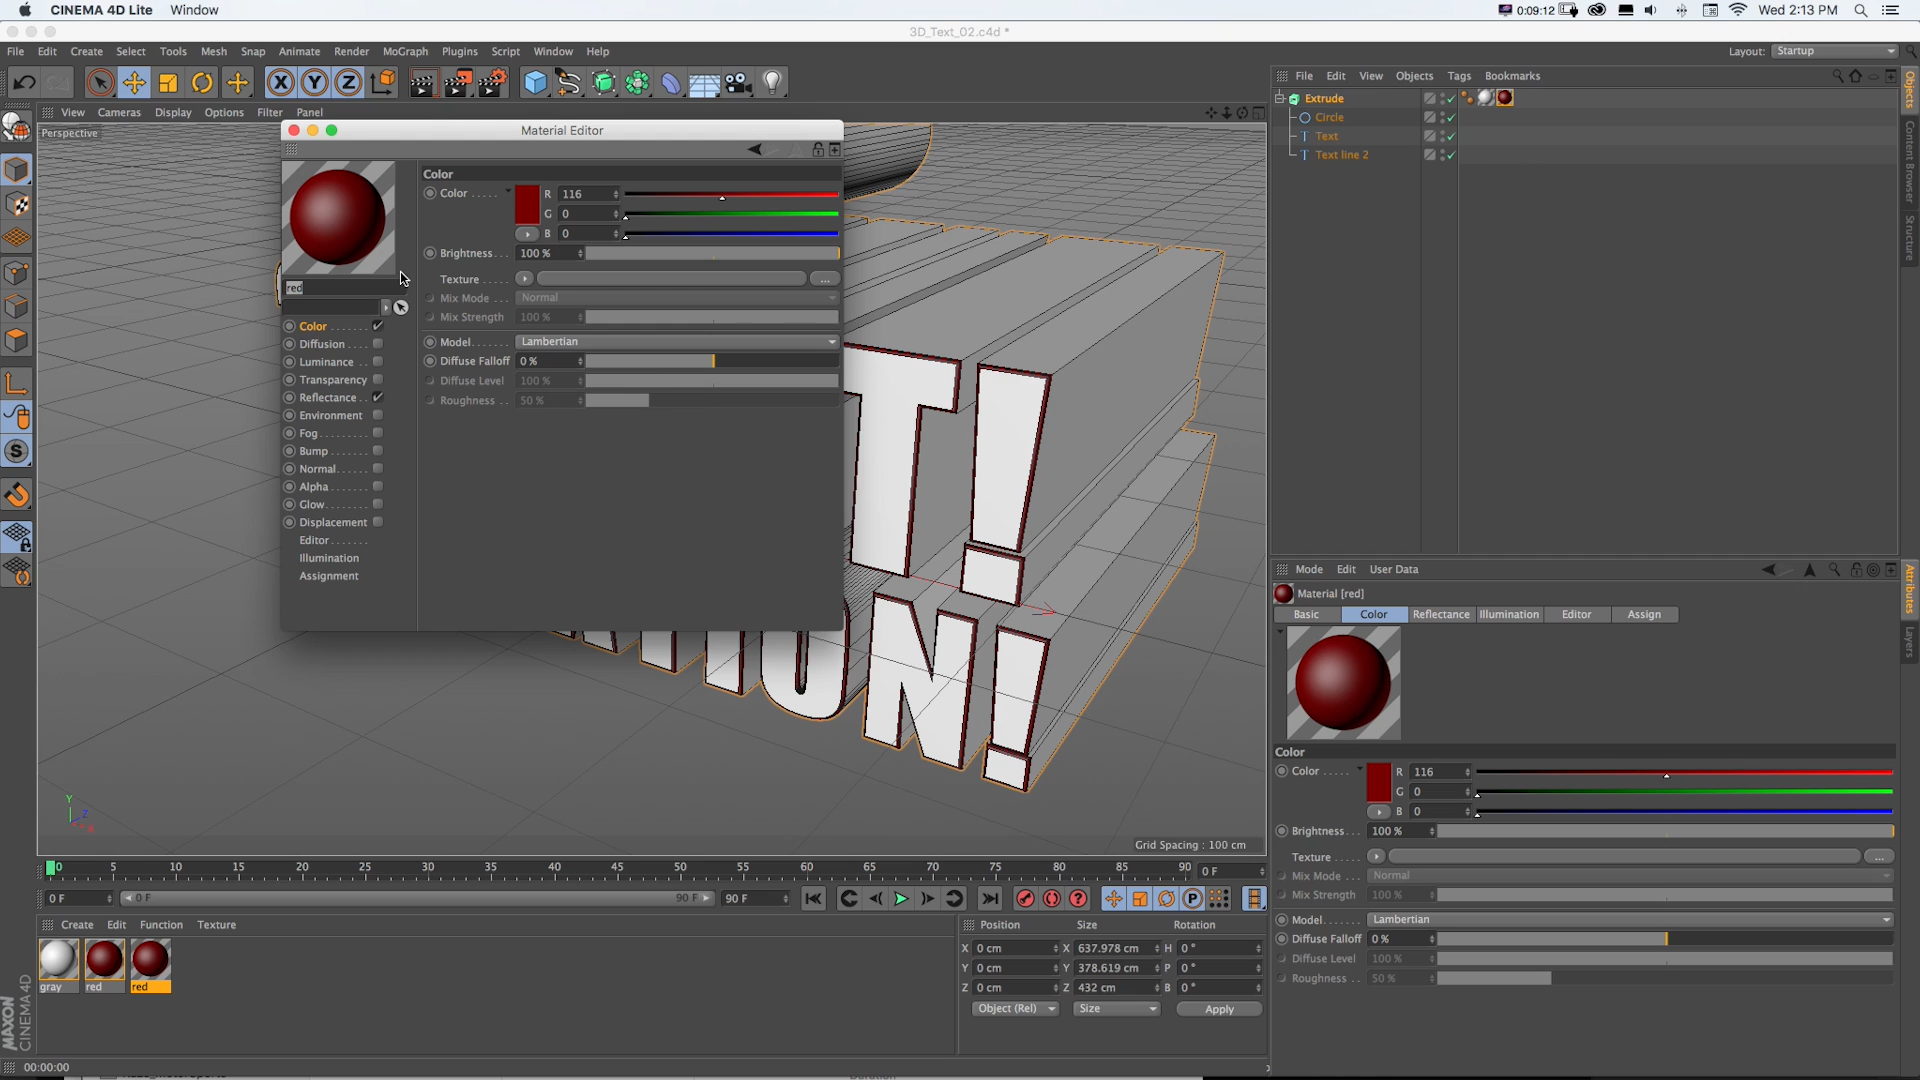 CINEMA 4D Lite Window
0:09:12 Wed 2:13 PM
3D_Text_02.c4d *
File Edit Create Select Tools Mesh Snap Animate Render MoGraph Plugins Script Window Help
Layout: Startup
File Edit View Objects Tags Bookmarks
View Cameras Display Options Filter Panel
Perspective
Extrude
Circle
Text
Text line 2
Objects
Content Browser
Structure
Material Editor
Color
Color ..... R 116
G 0
B 0
Brightness... 100 %
red
Texture ..... ...
Mix Mode ... Normal
Mix Strength 100 %
Model....... Lambertian
Diffuse Falloff 0 %
Diffuse Level 100 %
Roughness .. 50 %
Color
Diffusion
Luminance
Transparency
Reflectance
Environment
Fog
Bump
Normal
Alpha
Glow
Displacement
Editor
Illumination
Assignment
T!
N!
Y
Z
X
Grid Spacing : 100 cm
Mode Edit User Data
Attributes
Layers
Material [red]
Basic Color Reflectance Illumination Editor Assign
Color
Color ..... R 116
G 0
B 0
Brightness... 100 %
Texture ..... ...
Mix Mode ... Normal
Mix Strength 100 %
Model....... Lambertian
Diffuse Falloff 0 %
Diffuse Level 100 %
Roughness .. 50 %
0 5 10 15 20 25 30 35 40 45 50 55 60 65 70 75 80 85 90 0 F
0 F 0 F 90 F 90 F
Create Edit Function Texture
gray red red
Position Size Rotation
X 0 cm X 637.978 cm H 0 °
Y 0 cm Y 378.619 cm P 0 °
Z 0 cm Z 432 cm B 0 °
Object (Rel) Size Apply
MAXON
CINEMA 4D
00:00:00